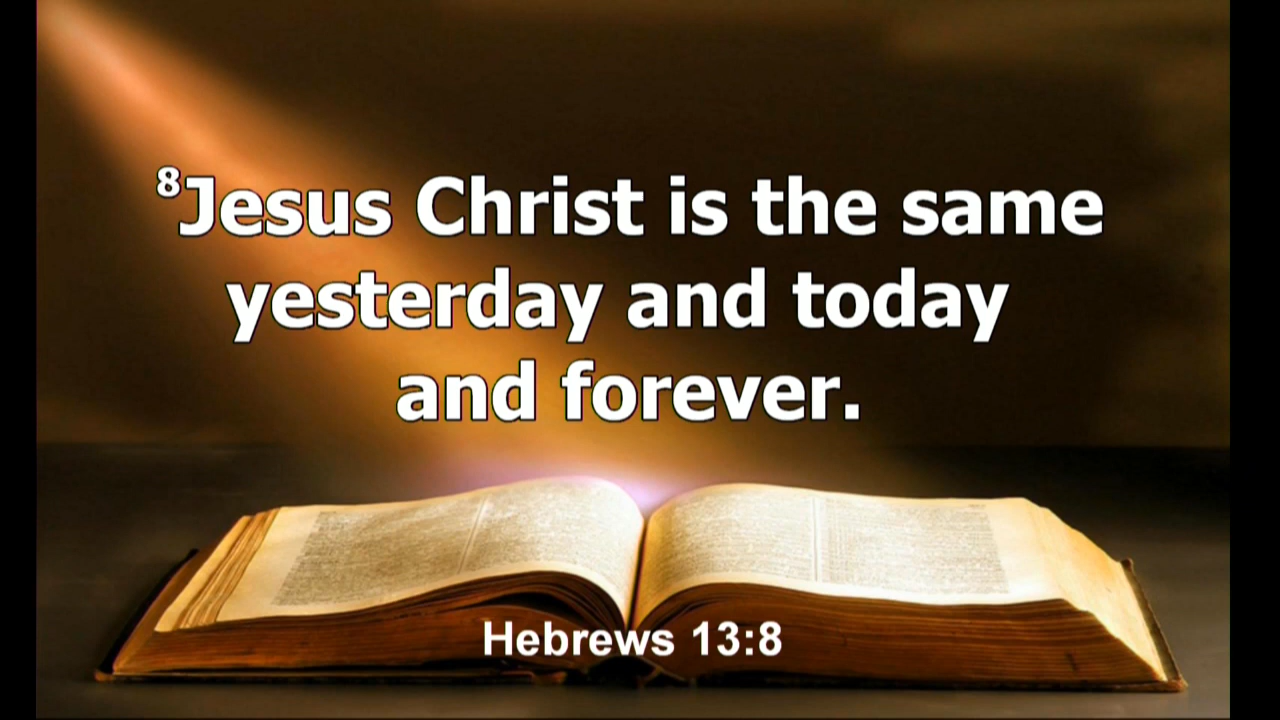 ⁸Jesus Christ is the same
yesterday and today
and forever.
Hebrews 13:8